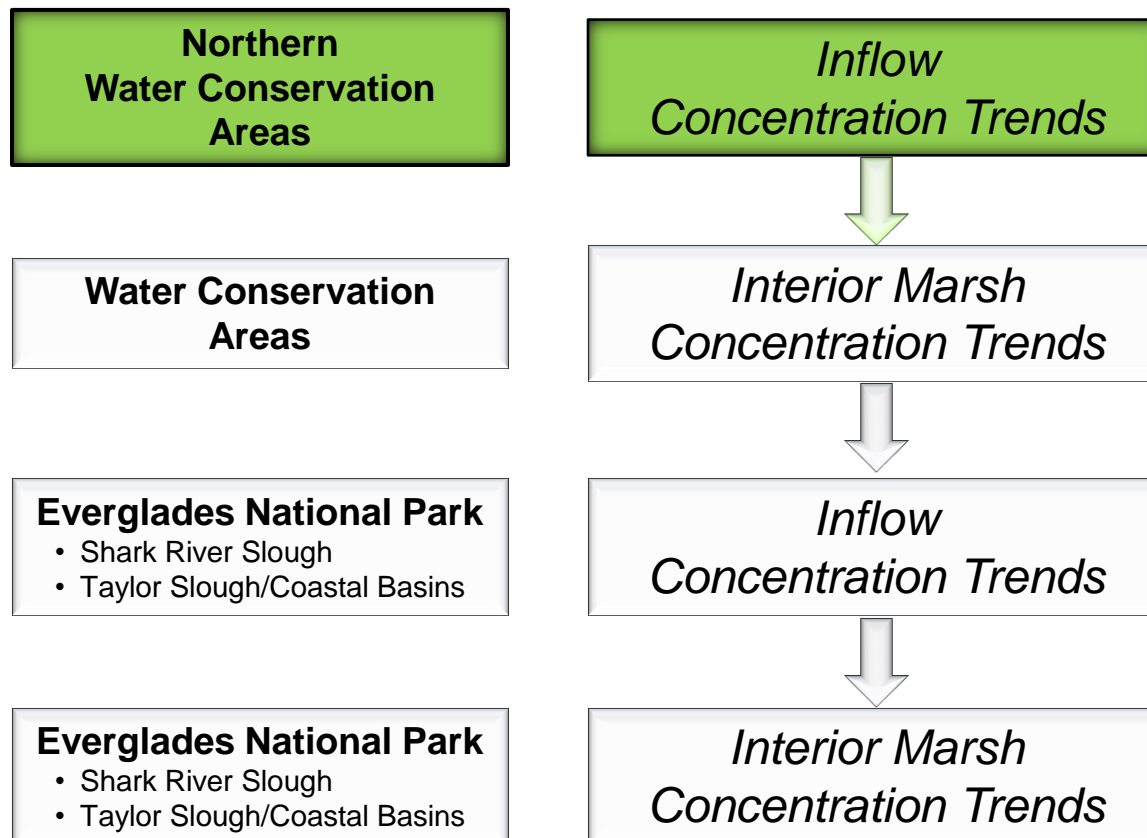 Northern
Water Conservation
Areas
Inflow
Concentration Trends
Water Conservation
Areas
Interior Marsh
Concentration Trends
Everglades National Park
• Shark River Slough
• Taylor Slough/Coastal Basins
Inflow
Concentration Trends
Everglades National Park
• Shark River Slough
• Taylor Slough/Coastal Basins
Interior Marsh
Concentration Trends